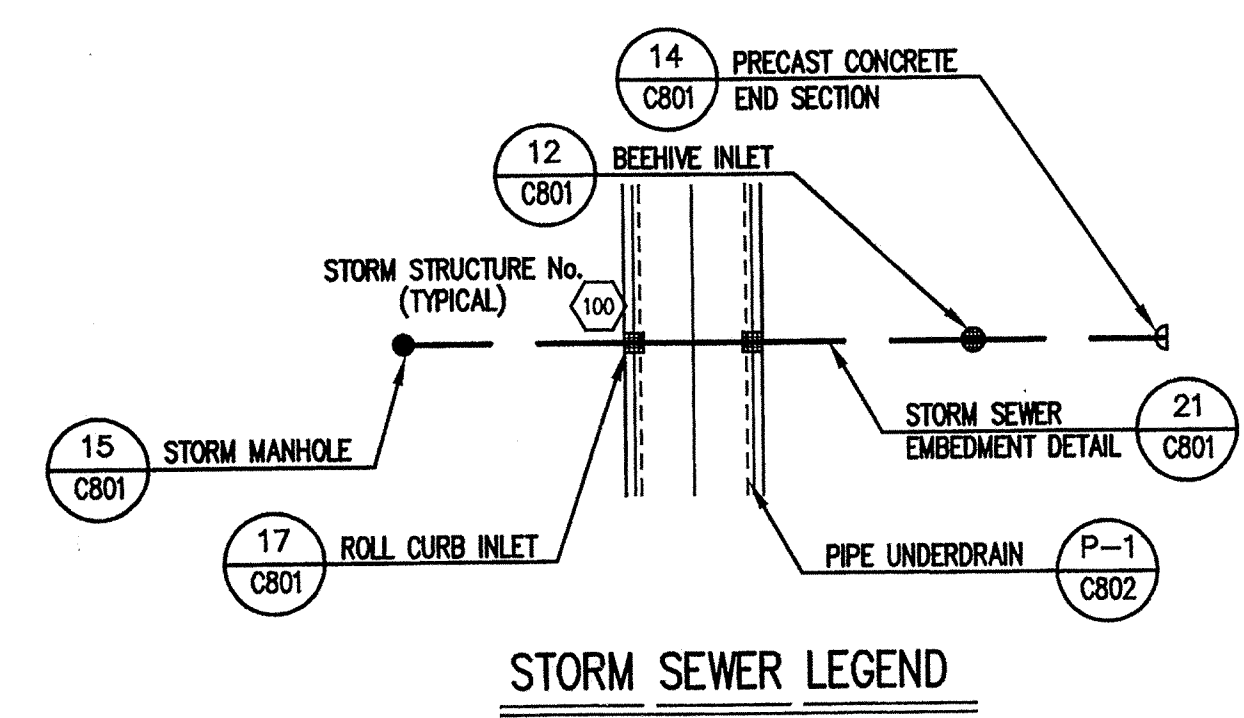 14
C801
PRECAST CONCRETE
END SECTION
12
C801
BEEHIVE INLET
STORM STRUCTURE No.
(TYPICAL)
100
15
C801
STORM MANHOLE
STORM SEWER
EMBEDMENT DETAIL
21
C801
17
C801
ROLL CURB INLET
PIPE UNDERDRAIN
P-1
C802
STORM SEWER LEGEND